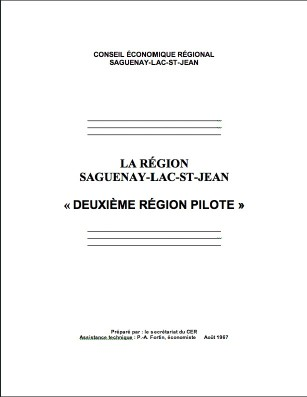 CONSEIL ÉCONOMIQUE RÉGIONAL
SAGUENAY-LAC-ST-JEAN
LA RÉGION
SAGUENAY-LAC-ST-JEAN
« DEUXIÈME RÉGION PILOTE »
Préparé par : le secrétariat du CER
Assistance technique : P.-A. Fortin, économiste Août 1967